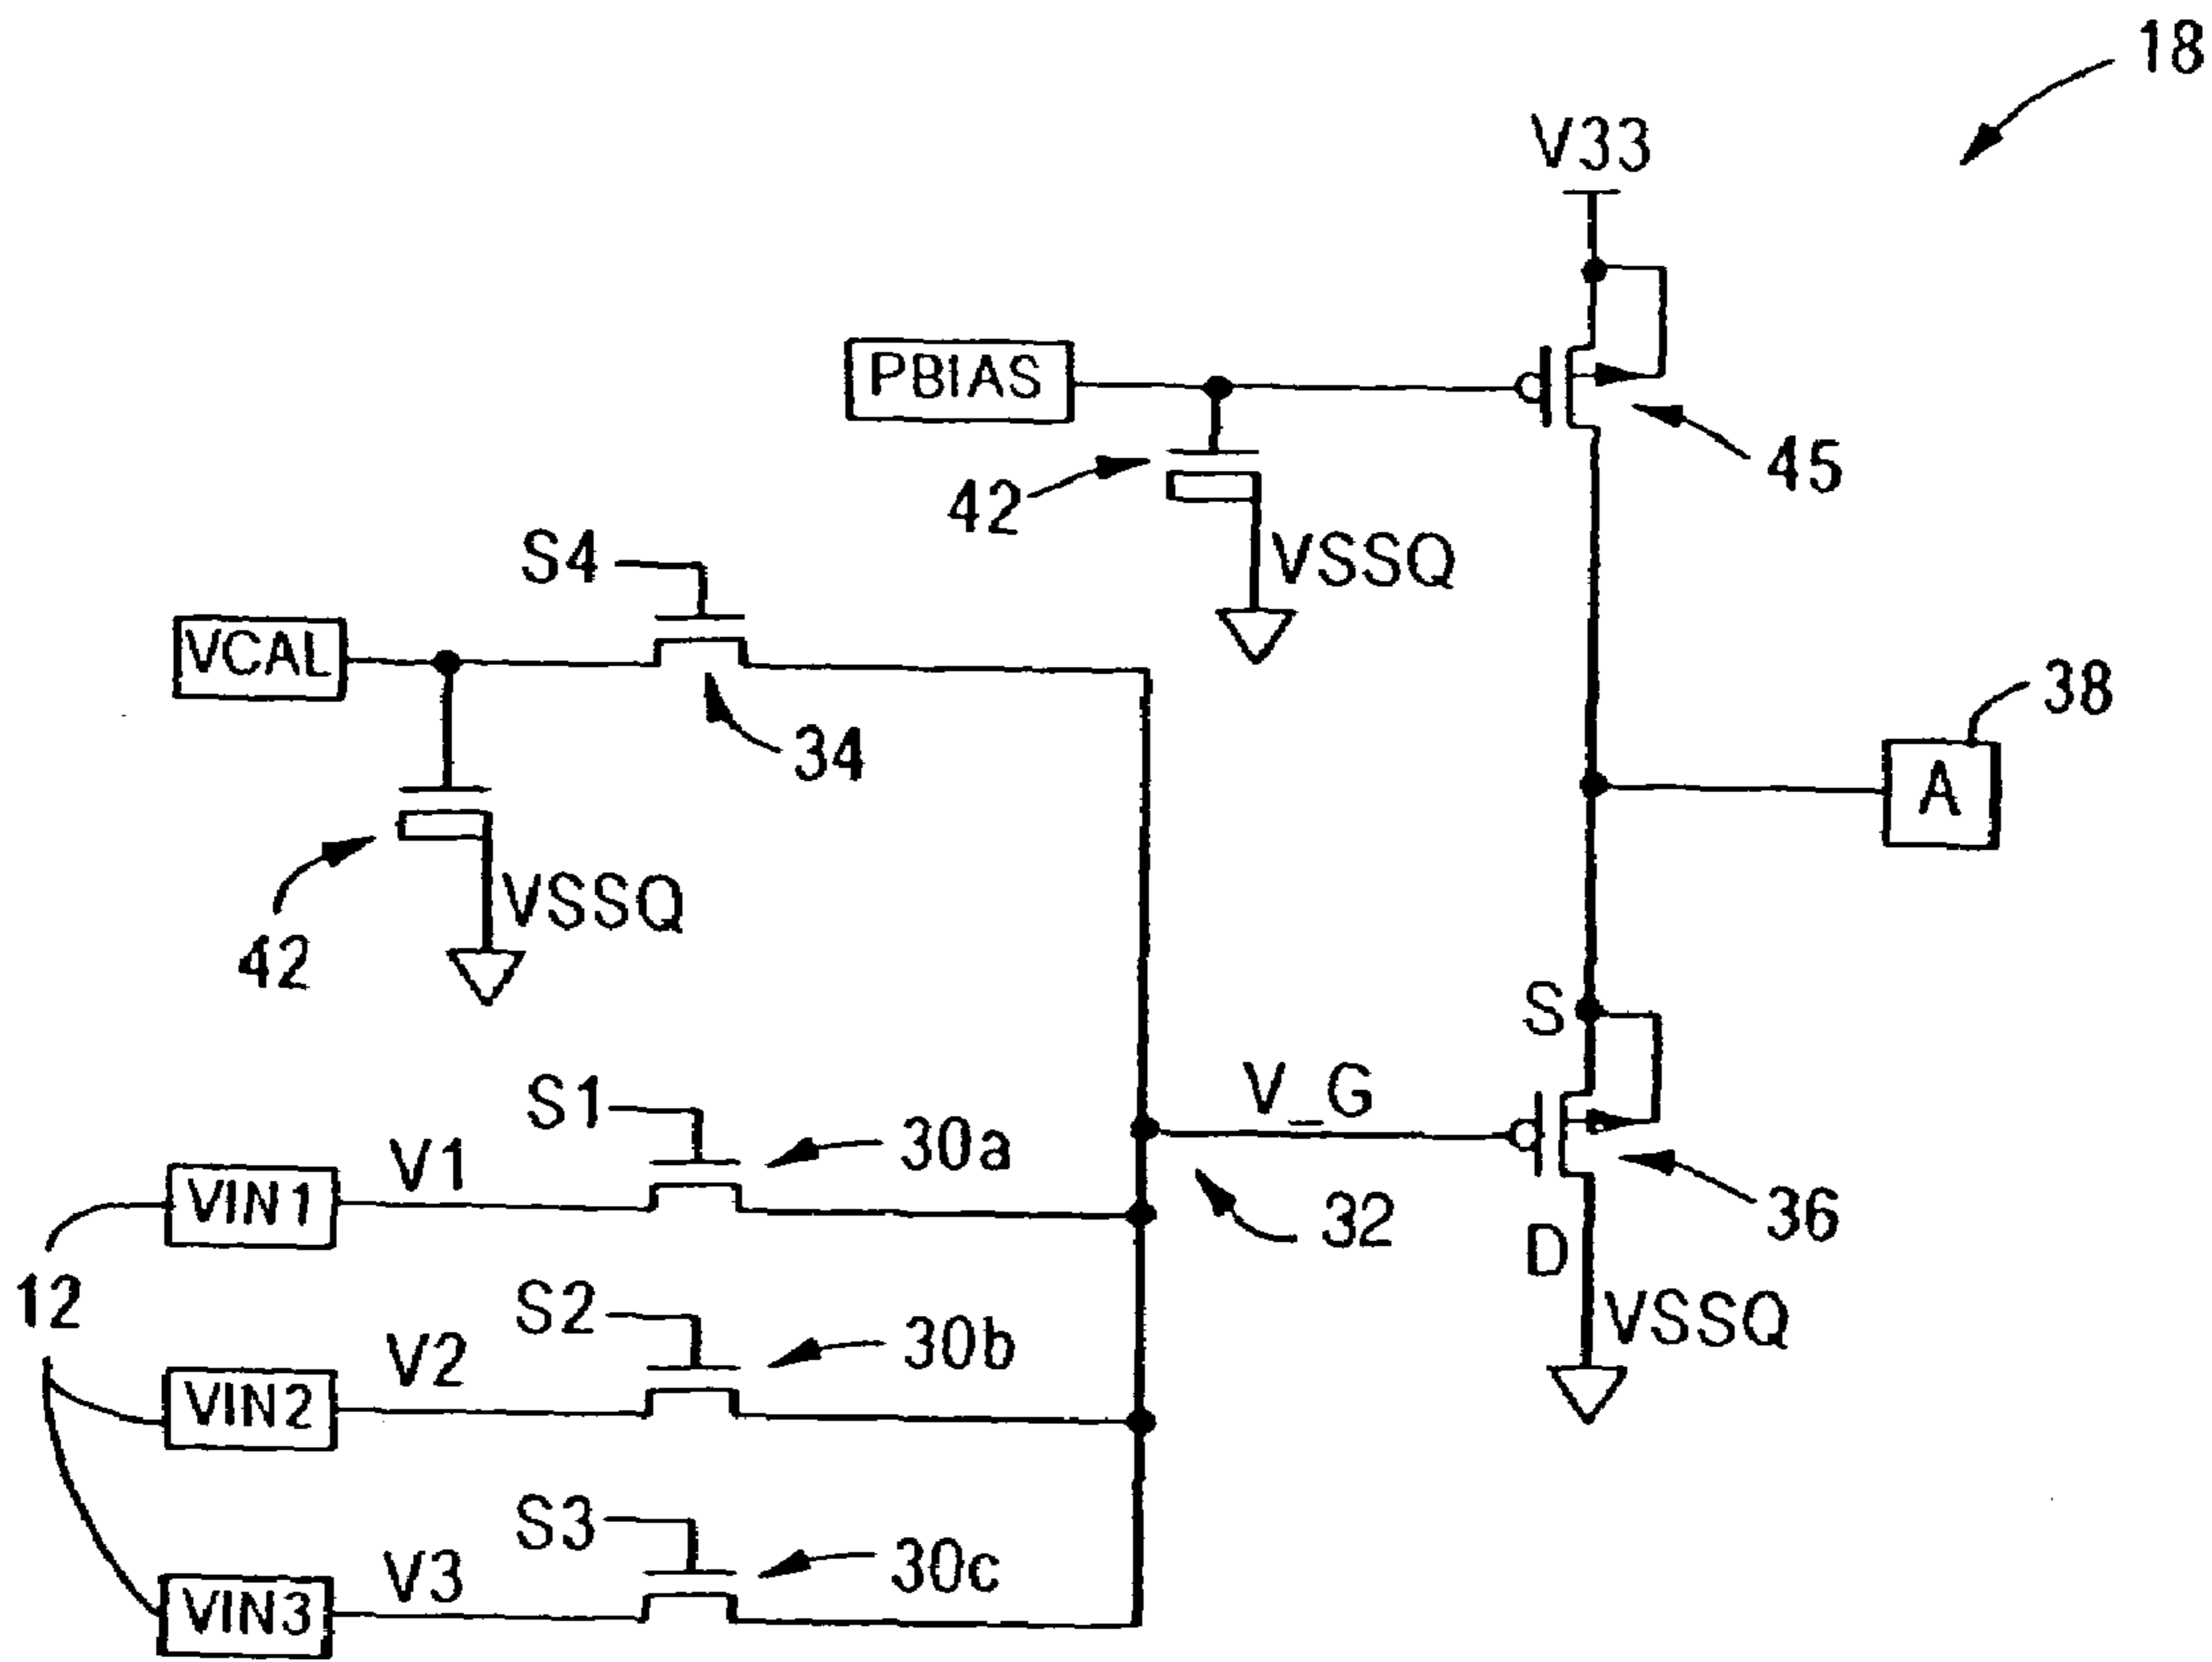 18
V33
PBIAS
45
42
VSSQ
S4
VCAL
34
38
A
42
VSSQ
S
S1
V_G
30a
V1
VIN1
32
36
D
12
S2
30b
VSSQ
V2
VIN2
S3
30c
V3
VIN3